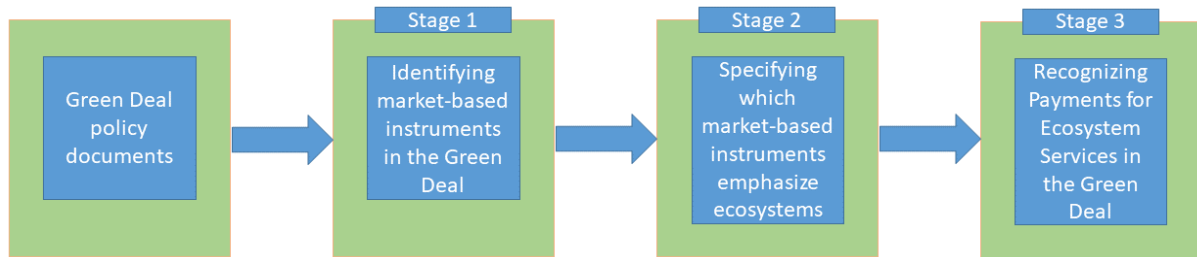 Green Deal
policy
documents
Stage 1
Identifying
market-based
instruments
in the Green
Deal
Stage 2
Specifying
which
market-based
instruments
emphasize
ecosystems
Stage 3
Recognizing
Payments for
Ecosystem
Services in
the Green
Deal